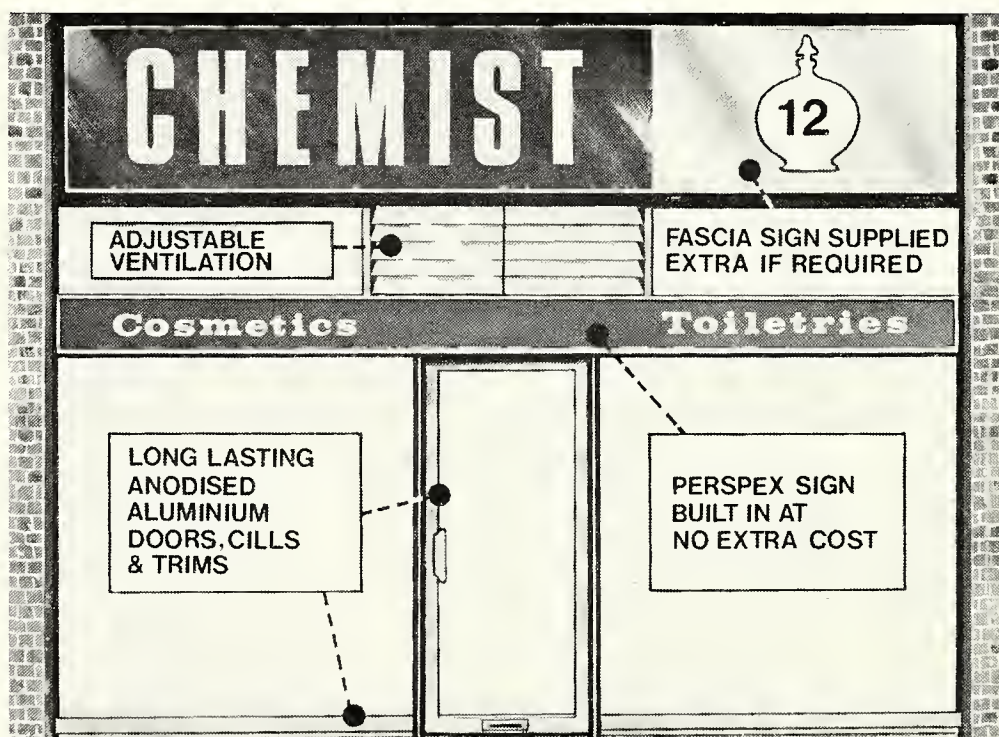 CHEMIST
12
ADJUSTABLE
VENTILATION
FASCIA SIGN SUPPLIED
EXTRA IF REQUIRED
Cosmetics Toiletries
LONG LASTING
ANODISED
ALUMINIUM
DOORS, CILLS
& TRIMS
PERSPEX SIGN
BUILT IN AT
NO EXTRA COST